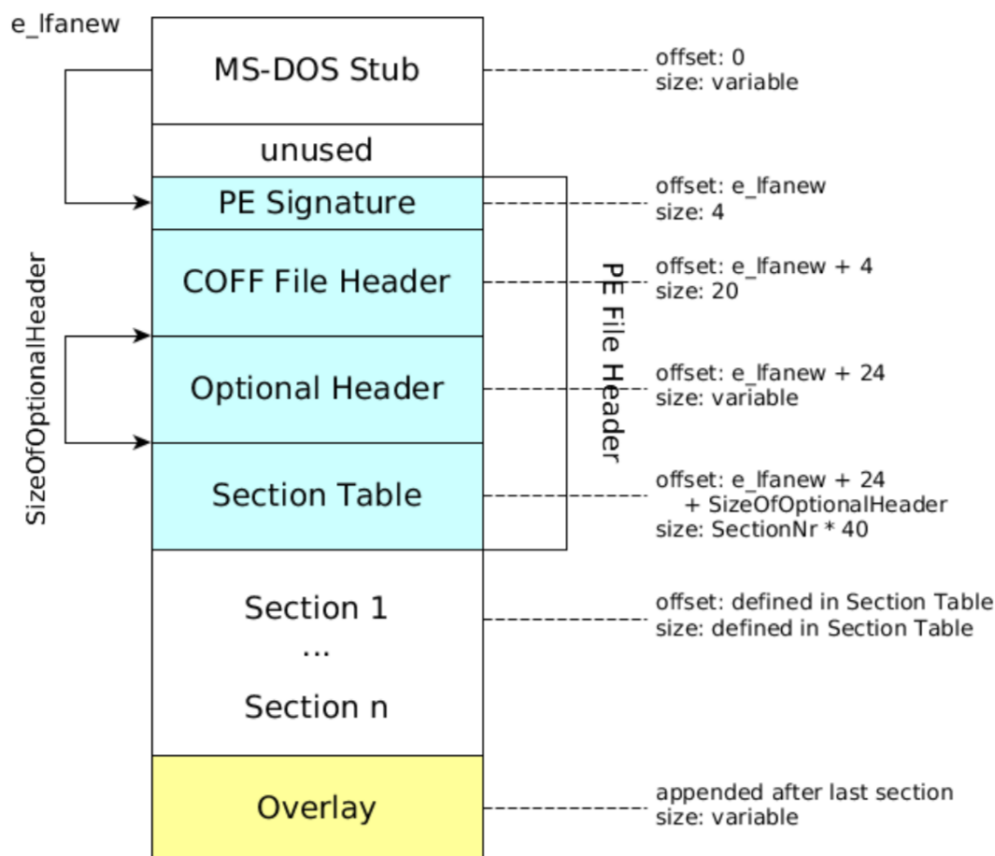 e_lfanew
MS-DOS Stub
offset: 0
size: variable
unused
PE Signature
offset: e_lfanew
size: 4
COFF File Header
offset: e_lfanew + 4
size: 20
SizeOfOptionalHeader
PE File Header
Optional Header
offset: e_lfanew + 24
size: variable
Section Table
offset: e_lfanew + 24
+ SizeOfOptionalHeader
size: SectionNr * 40
Section 1
...
Section n
offset: defined in Section Table
size: defined in Section Table
Overlay
appended after last section
size: variable